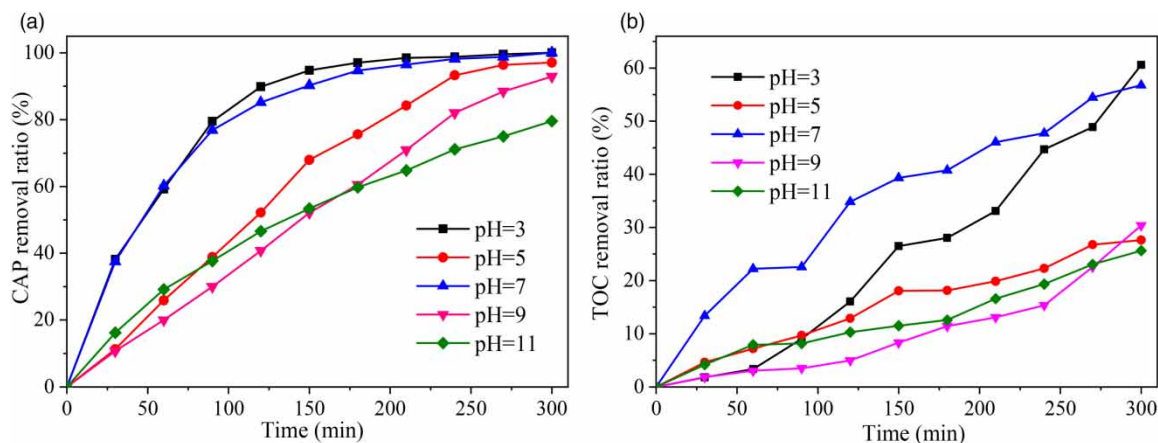 (a)
CAP removal ratio (%)
100
80
60
40
20
0
pH=3
pH=5
pH=7
pH=9
pH=11
0 50 100 150 200 250 300
Time (min)
(b)
TOC removal ratio (%)
60
50
40
30
20
10
0
pH=3
pH=5
pH=7
pH=9
pH=11
0 50 100 150 200 250 300
Time (min)